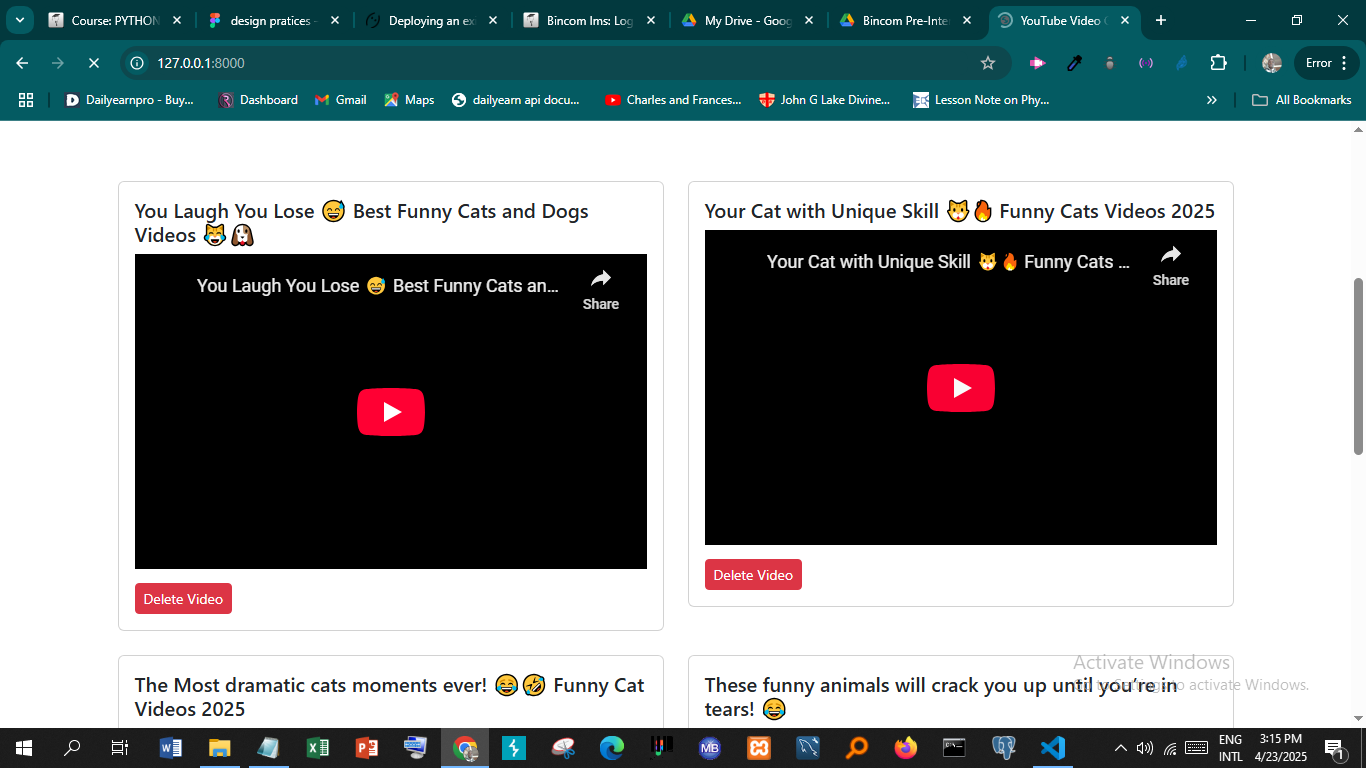 Course: PYTHON
design pratices -
Deploying an ex
Bincom lms: Log
My Drive - Goog
Bincom Pre-Inte
YouTube Video
127.0.0.1:8000
Error
Dailyearnpro - Buy...
Dashboard
Gmail
Maps
dailyearn api docu...
Charles and Frances...
John G Lake Divine...
Lesson Note on Phy...
All Bookmarks
You Laugh You Lose 😅 Best Funny Cats and Dogs
Videos 😹🐶
You Laugh You Lose 😅 Best Funny Cats an...
Share
Delete Video
Your Cat with Unique Skill 🐱🔥 Funny Cats Videos 2025
Your Cat with Unique Skill 🐱🔥 Funny Cats ...
Share
Delete Video
The Most dramatic cats moments ever! 😂🤣 Funny Cat
Videos 2025
These funny animals will crack you up until you’re in
tears! 😂
Activate Windows
Go to Settings to activate Windows.
MB
ENG
INTL
3:15 PM
4/23/2025
1